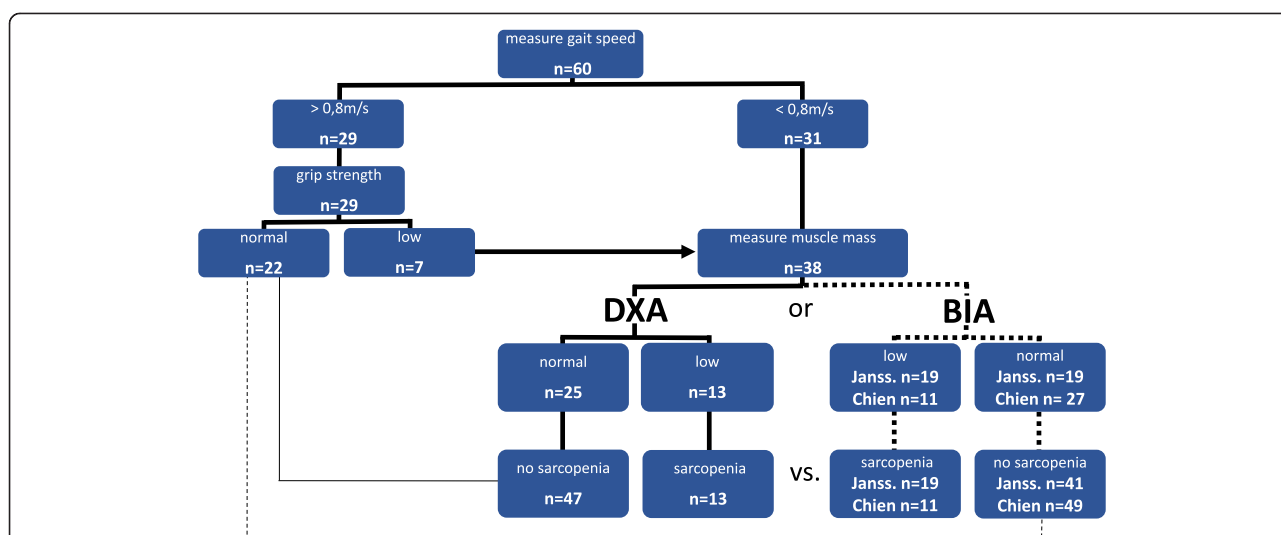 measure gait speed
n=60
> 0,8m/s
n=29
< 0,8m/s
n=31
grip strength
n=29
normal
n=22
low
n=7
measure muscle mass
n=38
DXA
or
BIA
normal
n=25
low
n=13
low
Janss. n=19
Chien n=11
normal
Janss. n=19
Chien n= 27
no sarcopenia
n=47
sarcopenia
n=13
vs.
sarcopenia
Janss. n=19
Chien n=11
no sarcopenia
Janss. n=41
Chien n=49